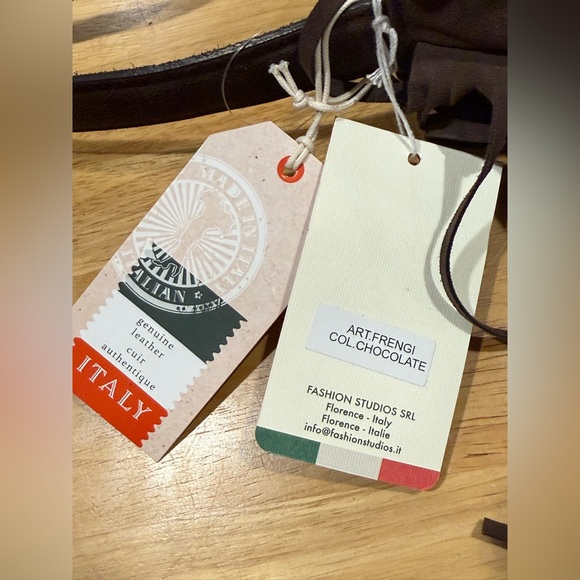 MADE IN ITALY
ITALIAN
genuine
leather
cuir
authentique
ITALY
ART.FRENGI
COL.CHOCOLATE
FASHION STUDIOS SRL
Florence - Italy
Florence - Italie
info@fashionstudios.it